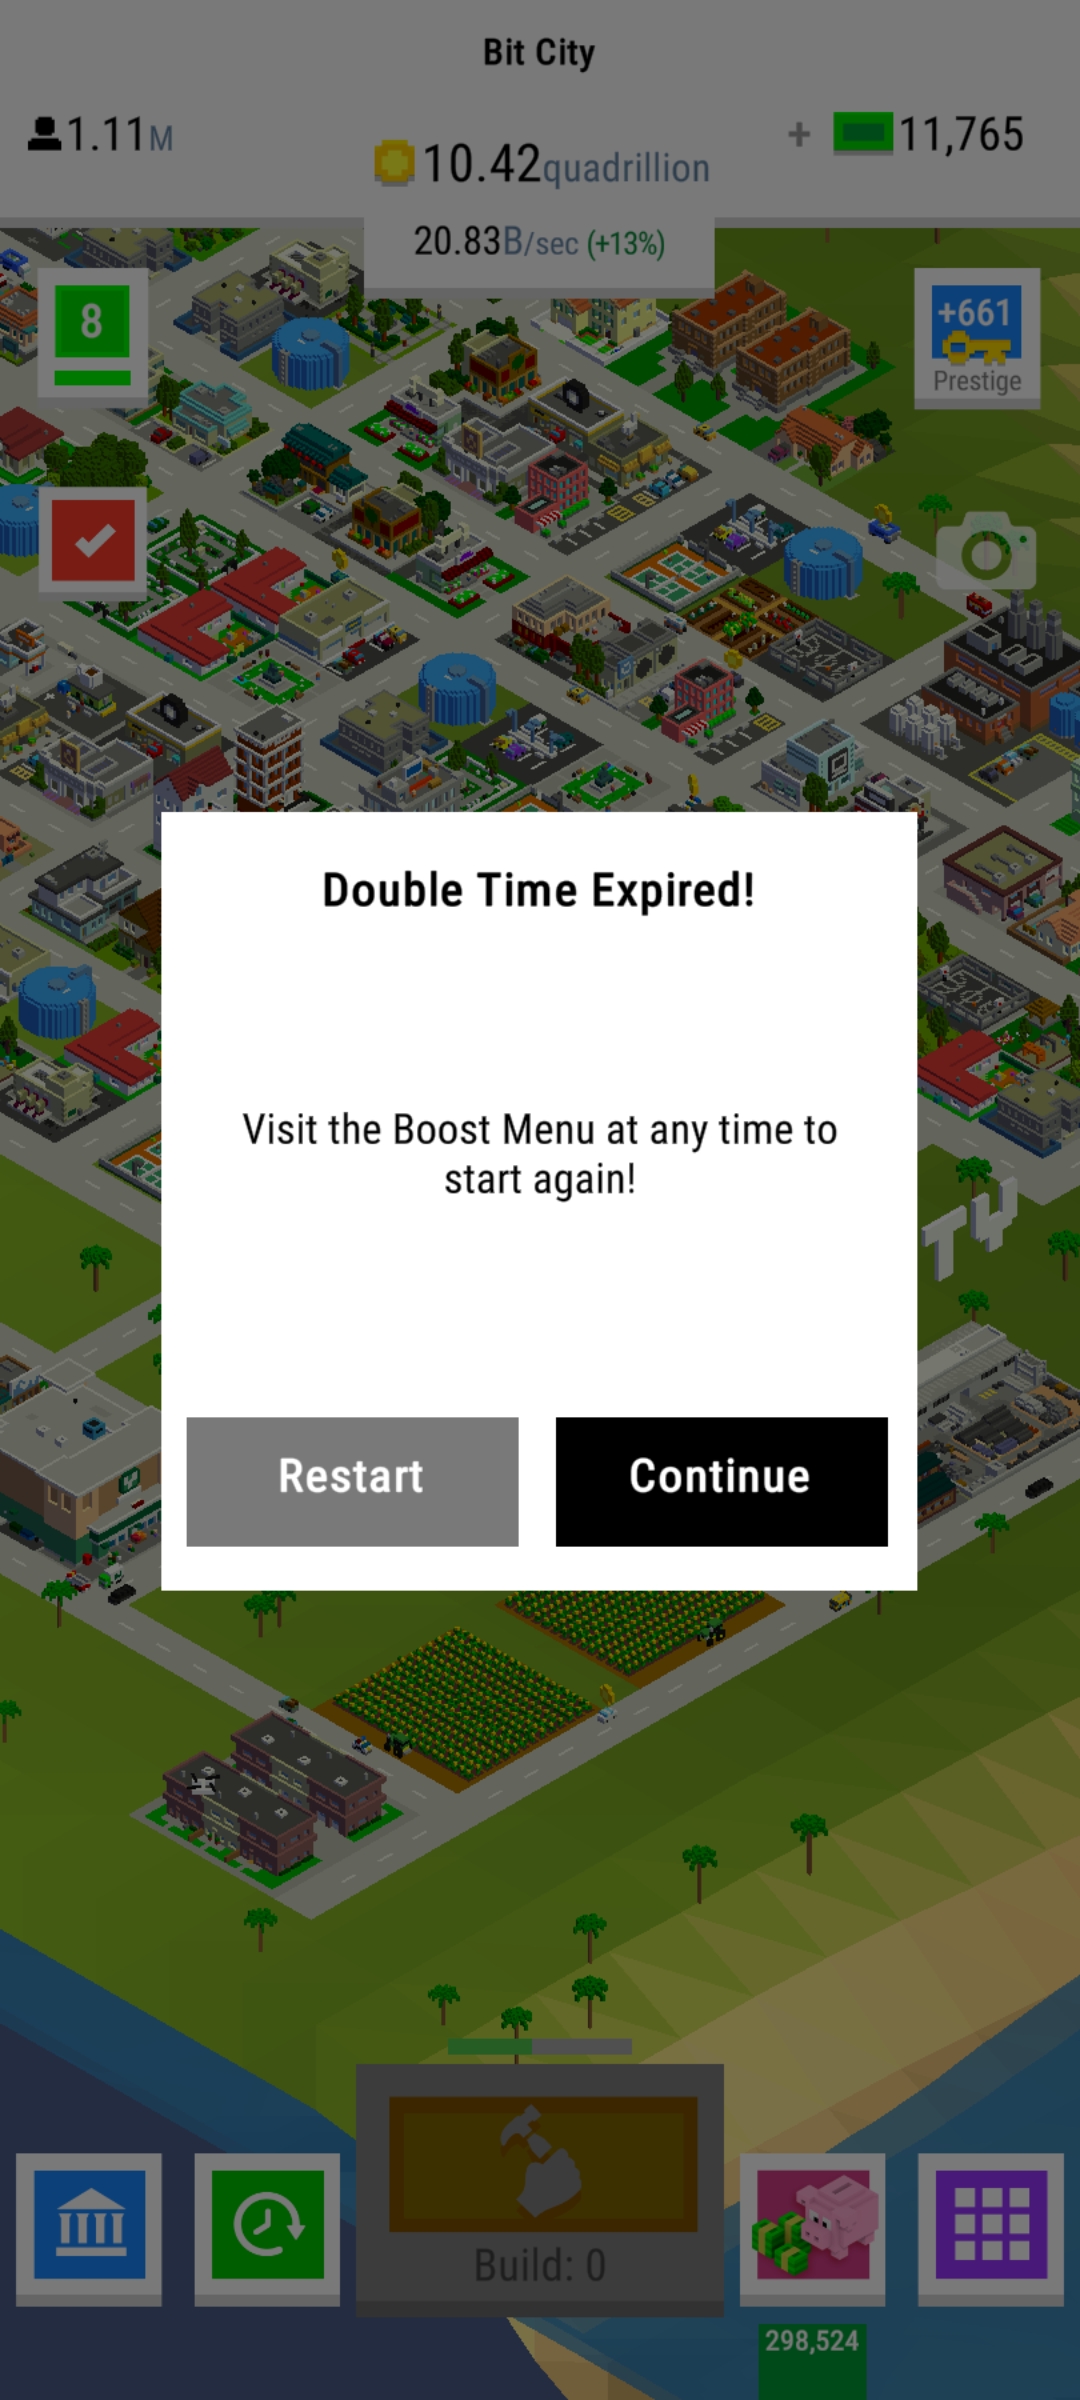 Bit City
1.11M
10.42quadrillion
+ 11,765
20.83B/sec (+13%)
8
+661
Prestige
Double Time Expired!
Visit the Boost Menu at any time to
start again!
TY
Restart
Continue
Build: 0
298,524